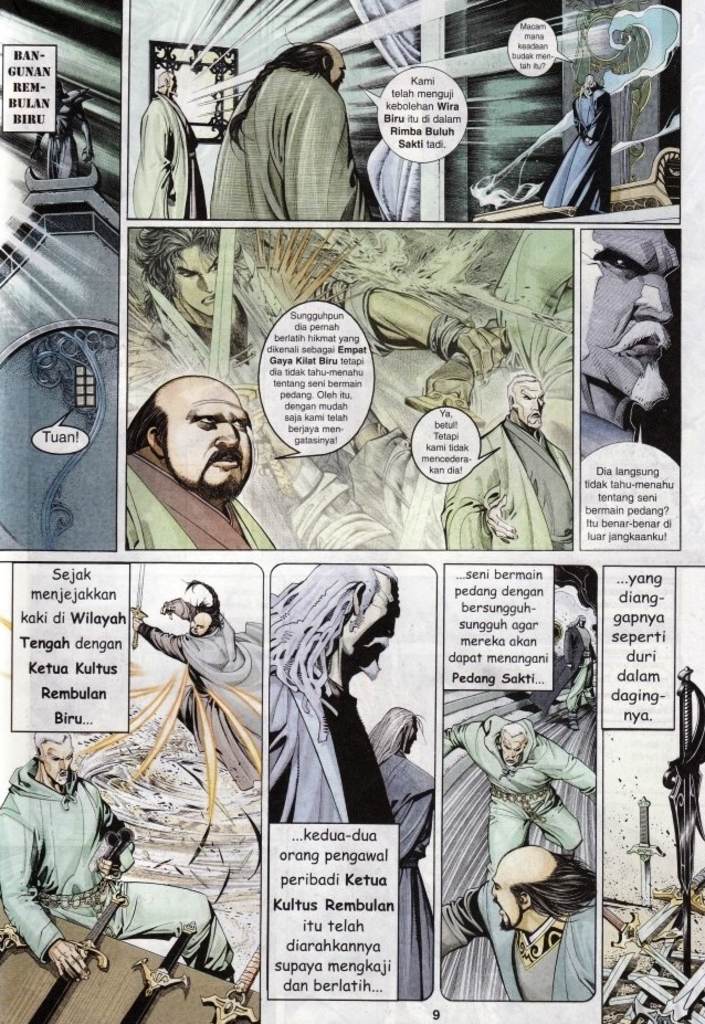 BAN-
GUNAN
REM-
BULAN
BIRU
Tuan!
Kami
telah menguji
kebolehan Wira
Biru itu di dalam
Rimba Buluh
Sakti tadi.
Macam
mana
keadaan
budak men-
tah itu?
Sungguhpun
dia pernah
berlatih hikmat yang
dikenali sebagai Empat
Gaya Kilat Biru tetapi
dia tidak tahu-menahu
tentang seni bermain
pedang. Oleh itu,
dengan mudah
saja kami telah
berjaya men-
gatasinya!
Ya,
betul!
Tetapi
kami tidak
mencedera-
kan dia!
Dia langsung
tidak tahu-menahu
tentang seni
bermain pedang?
Itu benar-benar di
luar jangkaanku!
Sejak
menjejakkan
kaki di Wilayah
Tengah dengan
Ketua Kultus
Rembulan
Biru...
...kedua-dua
orang pengawal
peribadi Ketua
Kultus Rembulan
itu telah
diarahkannya
supaya mengkaji
dan berlatih...
...seni bermain
pedang dengan
bersungguh-
sungguh agar
mereka akan
dapat menangani
Pedang Sakti...
...yang
diang-
gapnya
seperti
duri
dalam
daging-
nya.
9